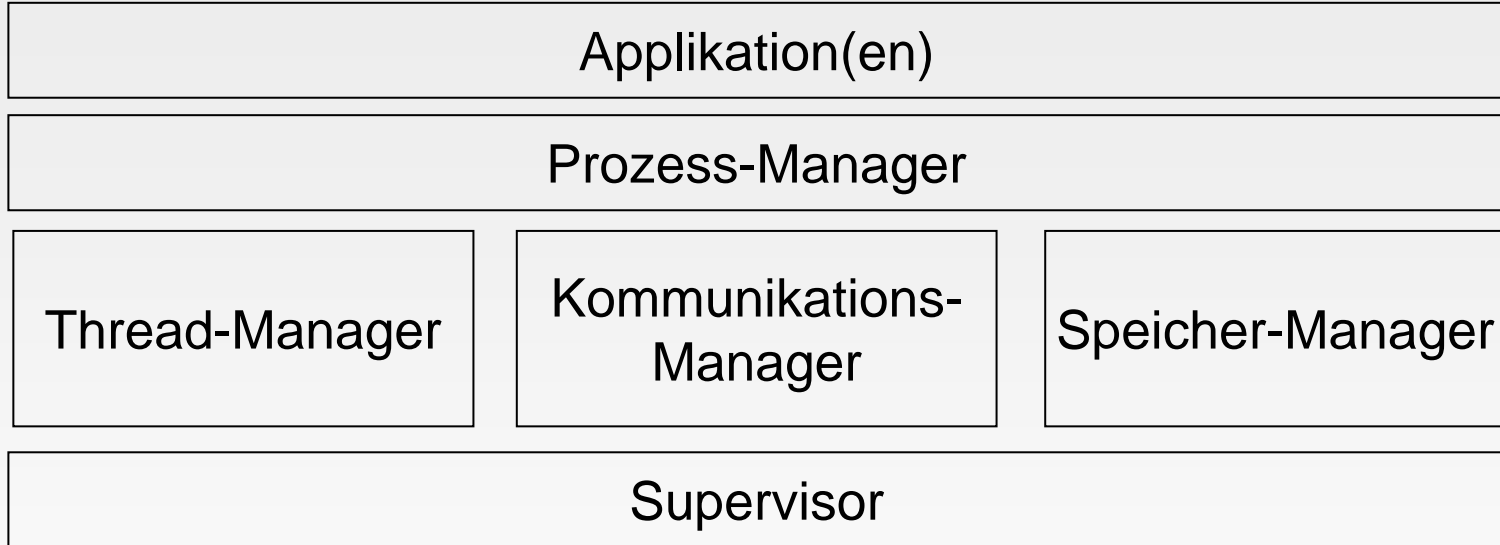 Applikation(en)
Prozess-Manager
Thread-Manager
Kommunikations-
Manager
Speicher-Manager
Supervisor